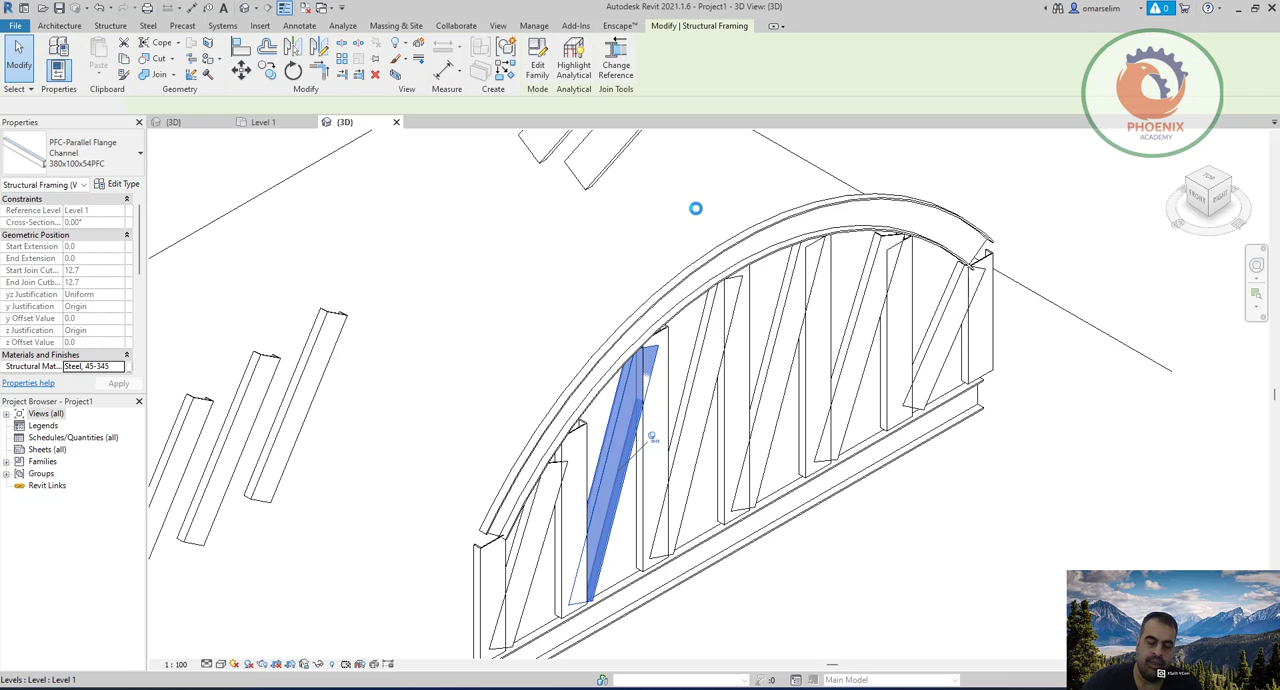 Autodesk Revit 2021.1.6 - Project1 - 3D View: {3D}
omarselim
0
File
Architecture
Structure
Steel
Precast
Systems
Insert
Annotate
Analyze
Massing & Site
Collaborate
View
Manage
Add-Ins
Enscape™
Modify | Structural Framing
Modify
Paste
Cope
Cut
Join
Edit
Family
Highlight
Analytical
Change
Reference
Select
Properties
Clipboard
Geometry
Modify
View
Measure
Create
Mode
Analytical
Join Tools
PHOENIX
ACADEMY
Properties
{3D}
Level 1
{3D}
PFC-Parallel Flange
Channel
380x100x54PFC
Structural Framing (V
Edit Type
Constraints
Reference Level Level 1
Cross-Section... 0.00°
Geometric Position
Start Extension 0.0
End Extension 0.0
Start Join Cut... 12.7
End Join Cutb... 12.7
yz Justification Uniform
y Justification Origin
y Offset Value 0.0
z Justification Origin
z Offset Value 0.0
Materials and Finishes
Structural Mat... Steel, 45-345
Properties help
Apply
Project Browser - Project1
Views (all)
Legends
Schedules/Quantities (all)
Sheets (all)
Families
Groups
Revit Links
TOP
FRONT
RIGHT
XSplit VCam
1 : 100
Levels : Level : Level 1
:0
Main Model